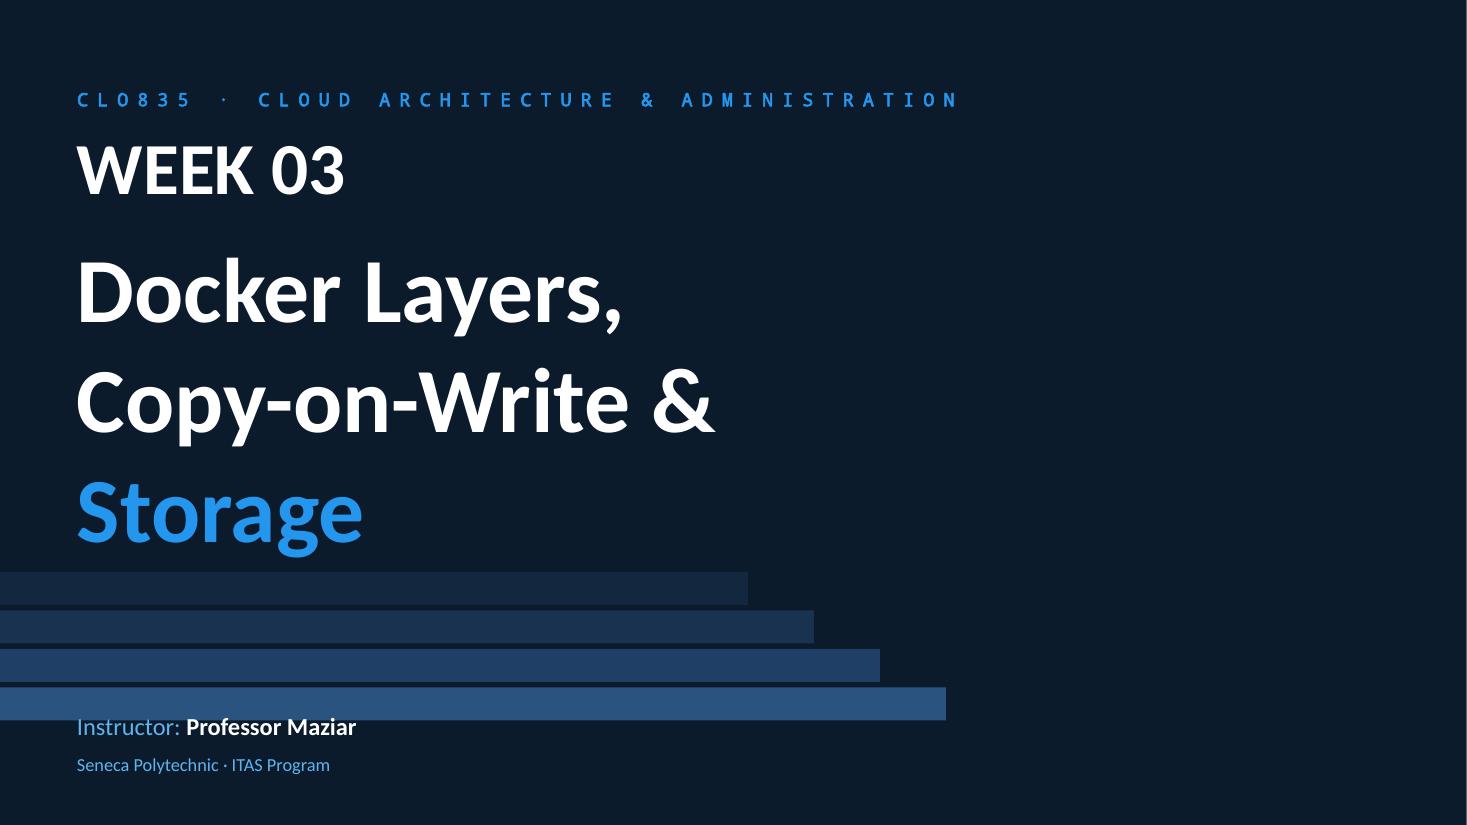 CLO835 · CLOUD ARCHITECTURE & ADMINISTRATION
WEEK 03
Docker Layers,
Copy-on-Write &
Storage
Instructor: Professor Maziar
Seneca Polytechnic · ITAS Program